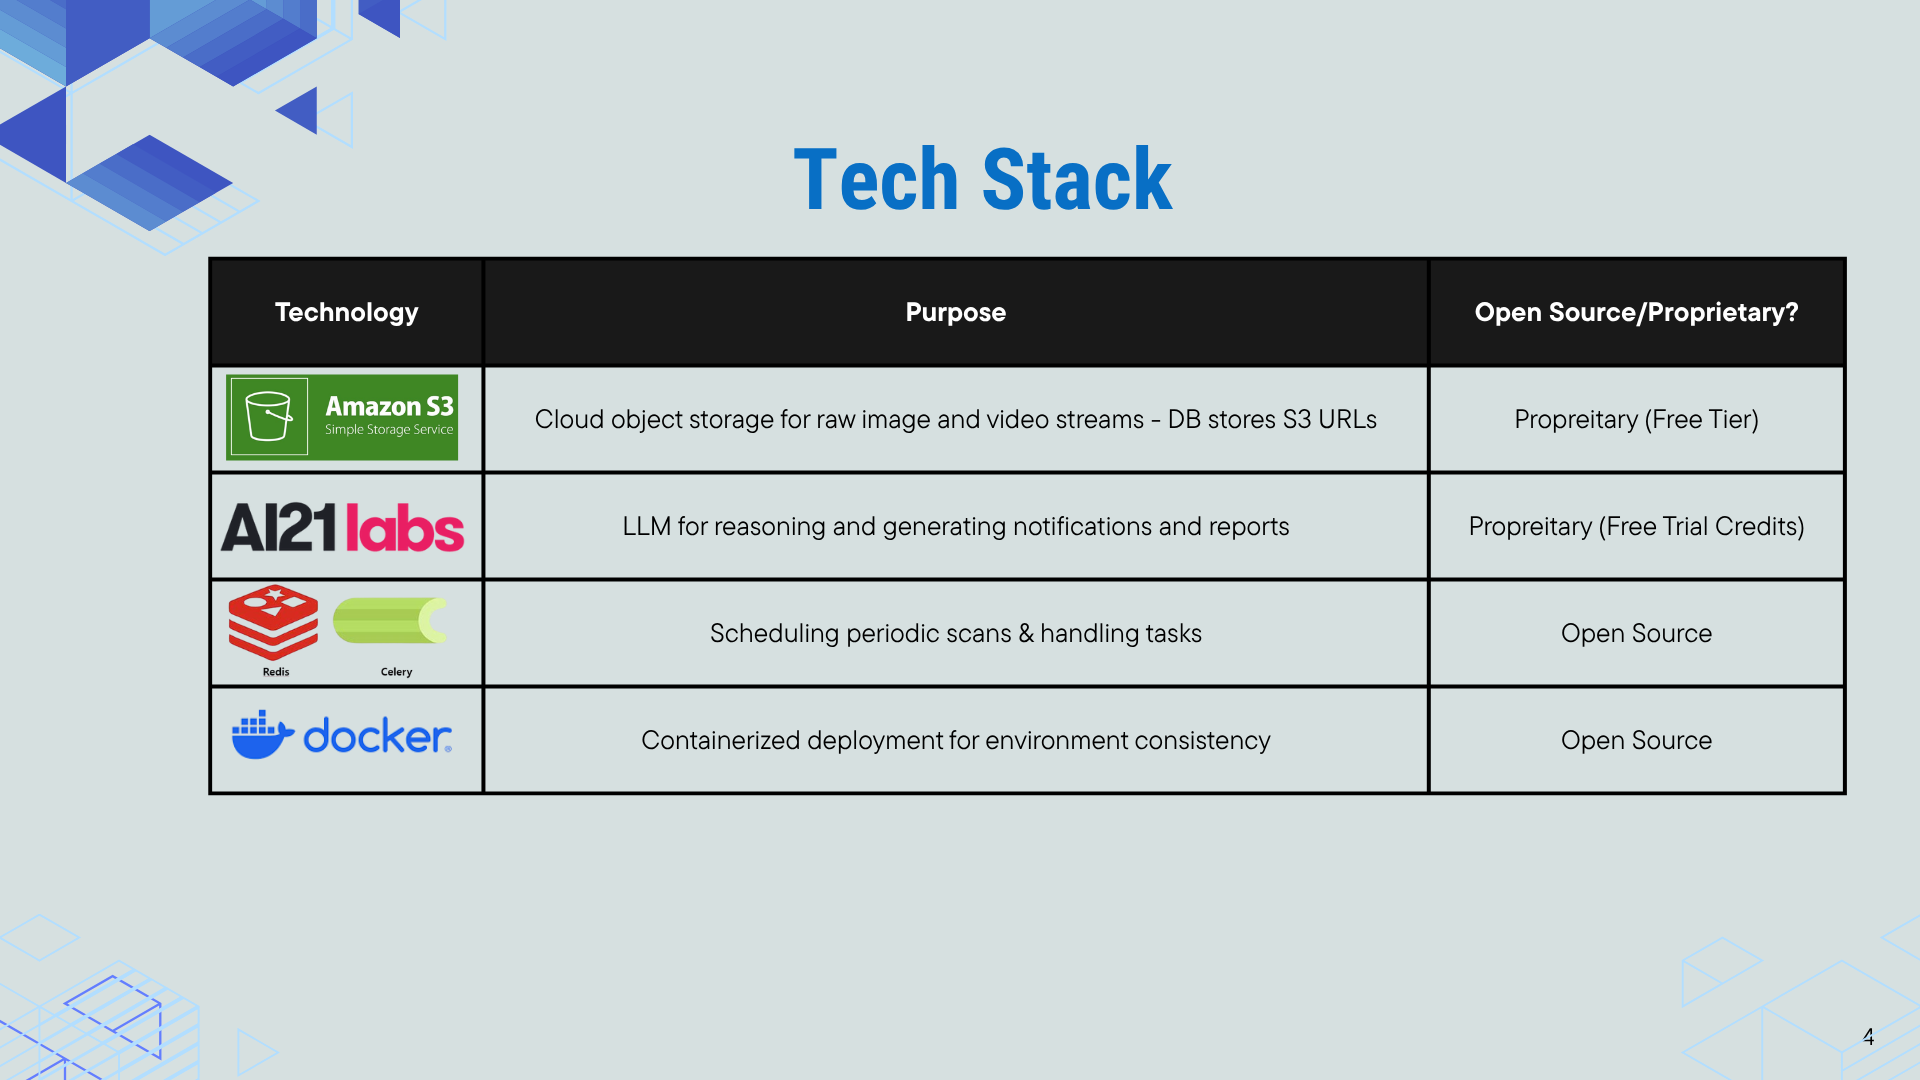 Tech Stack
Technology
Purpose
Open Source/Proprietary?
Amazon S3
Simple Storage Service
Cloud object storage for raw image and video streams - DB stores S3 URLs
Propreitary (Free Tier)
AI21labs
LLM for reasoning and generating notifications and reports
Propreitary (Free Trial Credits)
Redis
Celery
Scheduling periodic scans & handling tasks
Open Source
docker®
Containerized deployment for environment consistency
Open Source
4